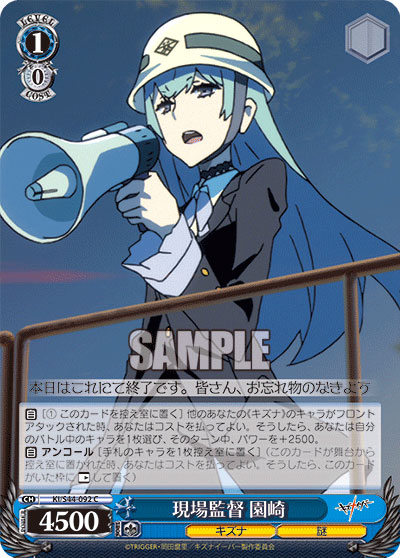 LEVEL
1
0
COST
SAMPLE
本日はこれにて終了です。皆さん、お忘れ物のなきよう
自［① このカードを控え室に置く］他のあなたの《キズナ》のキャラがフロント
アタックされた時、あなたはコストを払ってよい。そうしたら、あなたは自分
のバトル中のキャラを1枚選び、そのターン中、パワーを＋2500。
自 アンコール［手札のキャラを1枚控え室に置く］（このカードが舞台から
控え室に置かれた時、あなたはコストを払ってよい。そうしたら、このカー
ドがいた枠に置く）
CH
KI/S44-092 C
4500
現場監督 園崎
キズナイーバー
キズナ
謎
©TRIGGER・岡田麿里／キズナイーバー製作委員会